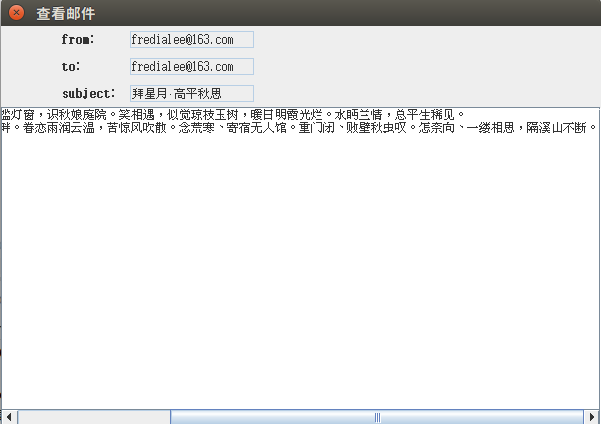 查看邮件
from: fredialee@163.com
to: fredialee@163.com
subject: 拜星月·高平秋思
槛灯窗，识秋娘庭院。笑相遇，似觉琼枝玉树，暖日明霞光烂。水眄兰情，总平生稀见。
畔。眷恋雨润云温，苦惊风吹散。念荒寒、寄宿无人馆。重门闭、败壁秋虫叹。怎奈向、一缕相思，隔溪山不断。